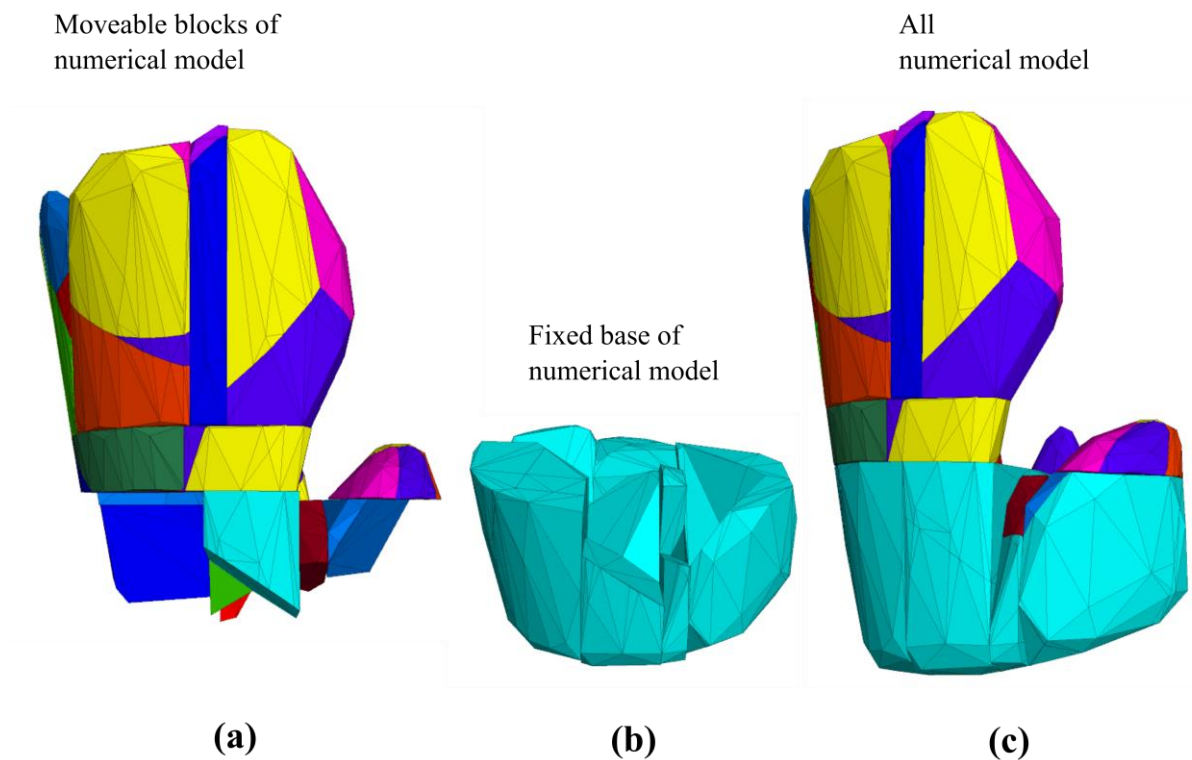 Moveable blocks of
numerical model
All
numerical model
Fixed base of
numerical model
(a)
(b)
(c)